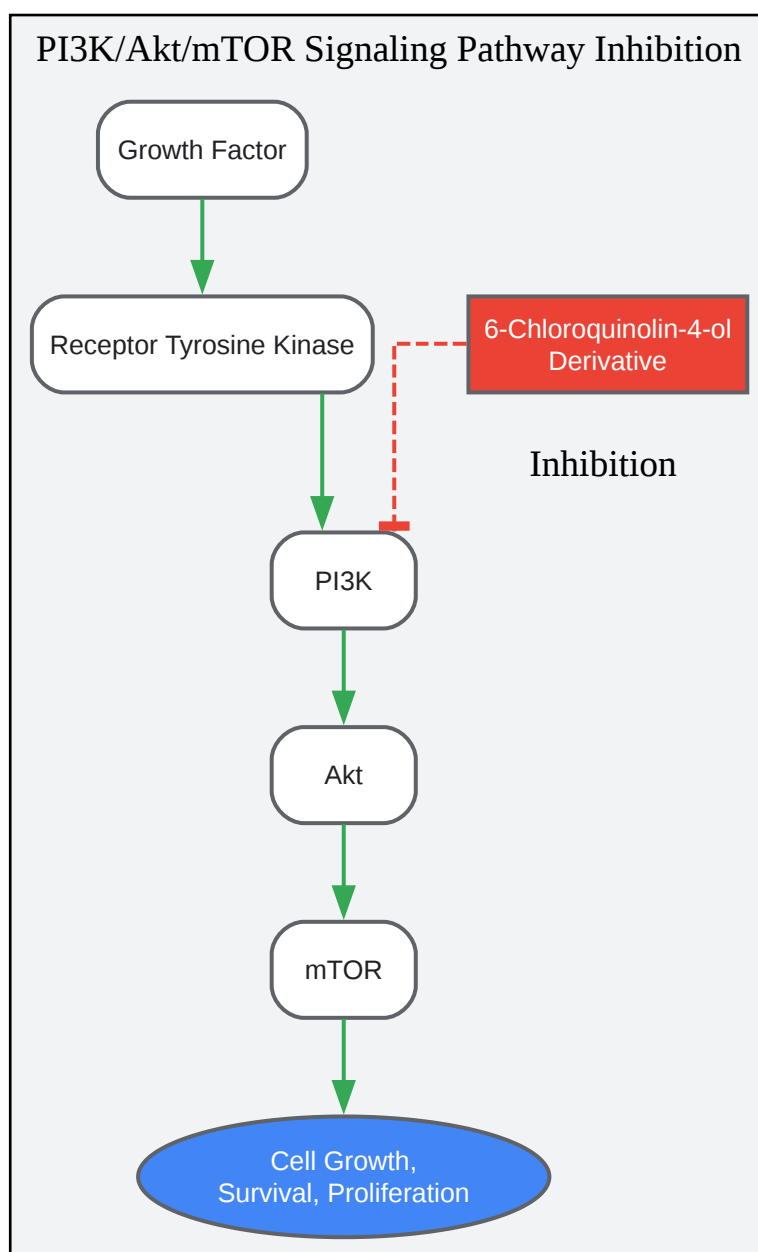 PI3K/Akt/mTOR Signaling Pathway Inhibition
Growth Factor
Receptor Tyrosine Kinase
6-Chloroquinolin-4-ol
Derivative
Inhibition
PI3K
Akt
mTOR
Cell Growth,
Survival, Proliferation